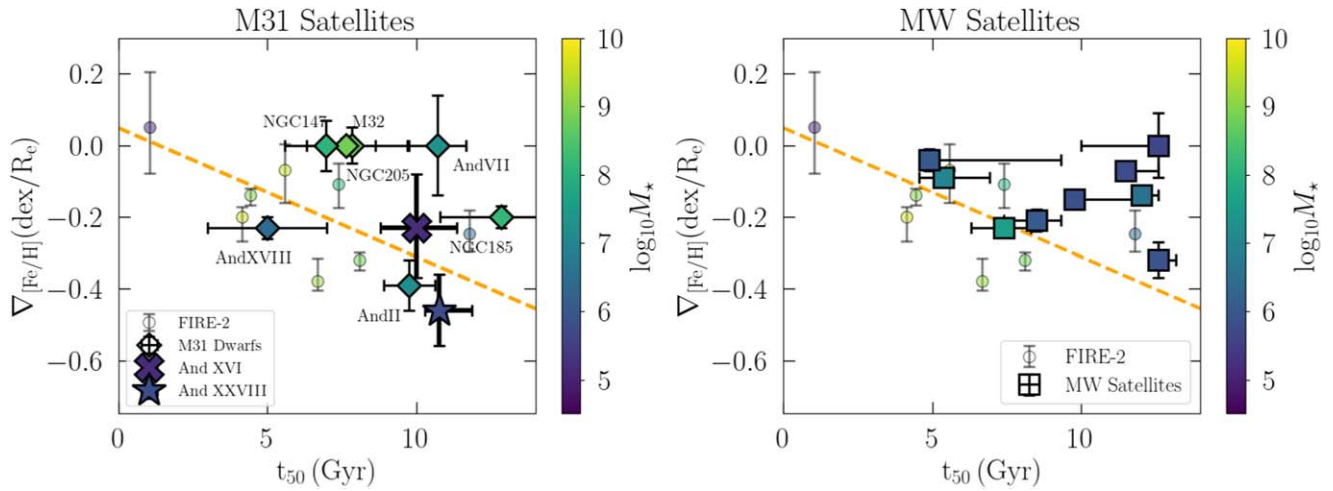 M31 Satellites
0.2
0.0
−0.2
−0.4
−0.6
∇[Fe/H](dex/Re)
0
5
10
t50 (Gyr)
NGC147
M32
NGC205
AndVII
AndXVIII
NGC185
AndII
FIRE-2
M31 Dwarfs
And XVI
And XXVIII
10
9
8
7
6
5
log10M⋆
MW Satellites
0.2
0.0
−0.2
−0.4
−0.6
∇[Fe/H](dex/Re)
0
5
10
t50 (Gyr)
FIRE-2
MW Satellites
10
9
8
7
6
5
log10M⋆